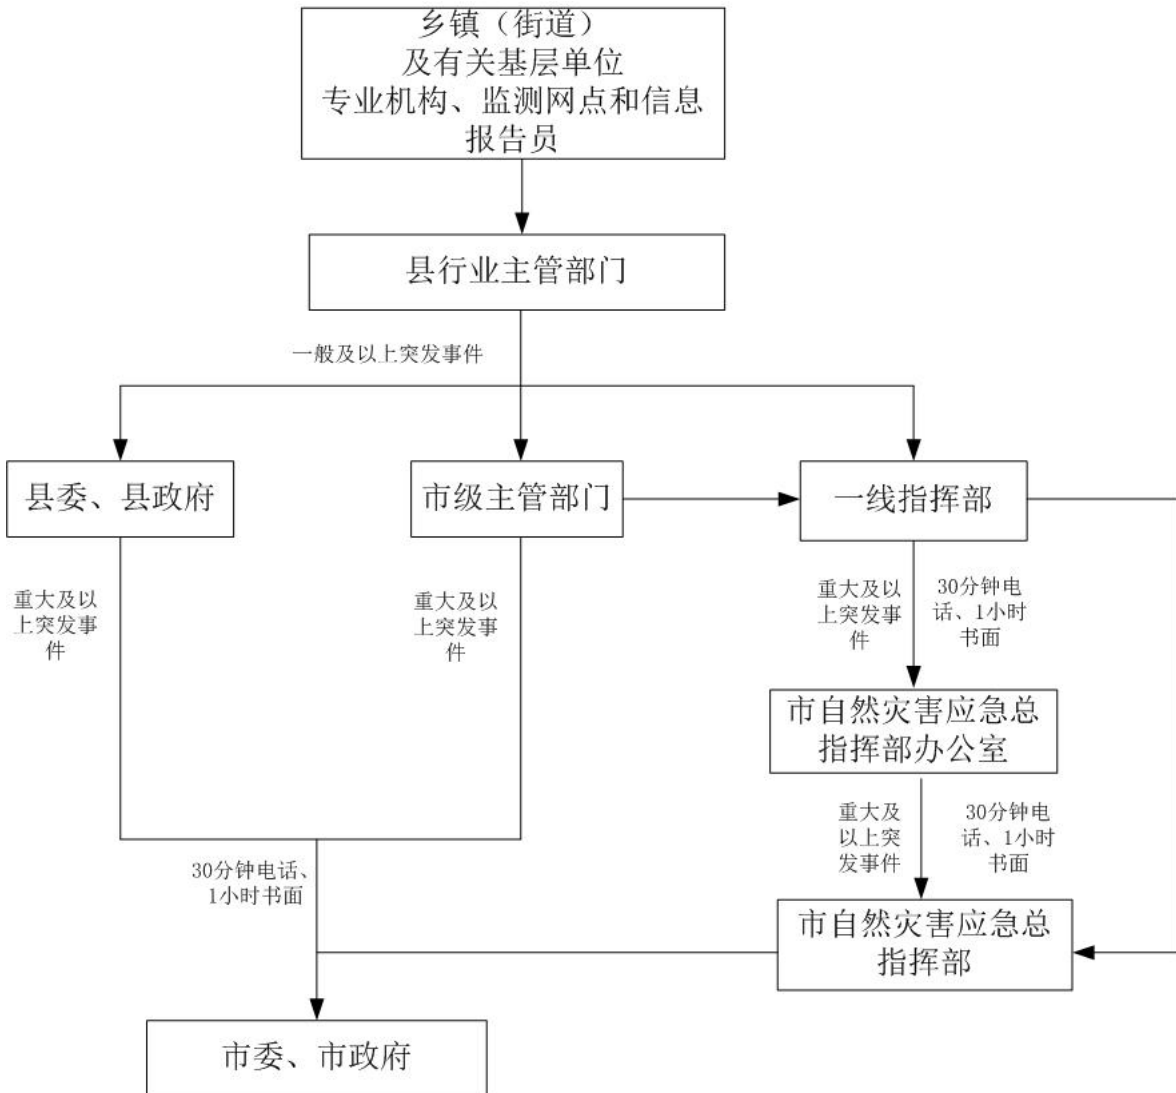 乡镇（街道）
及有关基层单位
专业机构、监测网点和信息
报告员
县行业主管部门
一般及以上突发事件
县委、县政府
市级主管部门
一线指挥部
重大及以
上突发事
件
重大及以
上突发事
件
重大及以
上突发事
件
30分钟电
话、1小时
书面
市自然灾害应急总
指挥部办公室
重大及
以上突
发事件
30分钟电
话、1小时
书面
30分钟电话、
1小时书面
市自然灾害应急总
指挥部
市委、市政府